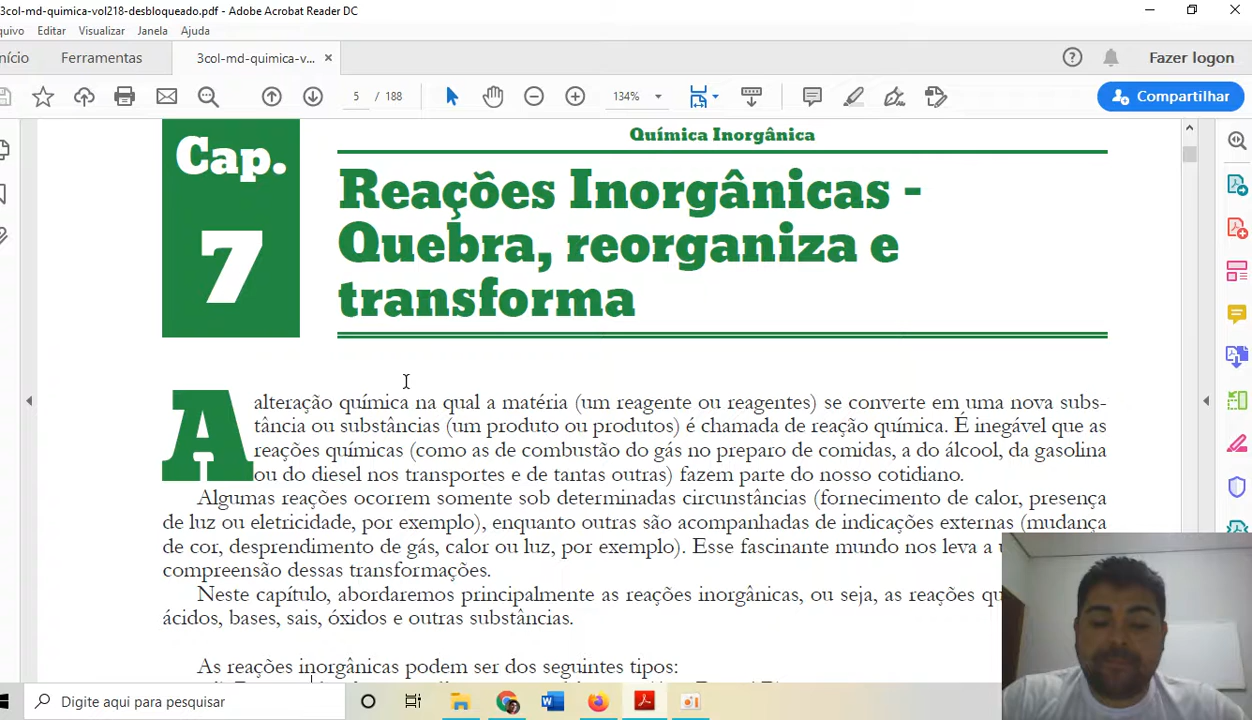 3col-md-quimica-vol218-desbloqueado.pdf - Adobe Acrobat Reader DC
quivo Editar Visualizar Janela Ajuda
nício Ferramentas 3col-md-quimica-v... × Fazer logon
5 / 188 134% Compartilhar
Química Inorgânica
Cap.
7
Reações Inorgânicas -
Quebra, reorganiza e
transforma
A alteração química na qual a matéria (um reagente ou reagentes) se converte em uma nova subs-
tância ou substâncias (um produto ou produtos) é chamada de reação química. É inegável que as
reações químicas (como as de combustão do gás no preparo de comidas, a do álcool, da gasolina
ou do diesel nos transportes e de tantas outras) fazem parte do nosso cotidiano.
Algumas reações ocorrem somente sob determinadas circunstâncias (fornecimento de calor, presença
de luz ou eletricidade, por exemplo), enquanto outras são acompanhadas de indicações externas (mudança
de cor, desprendimento de gás, calor ou luz, por exemplo). Esse fascinante mundo nos leva a
compreensão dessas transformações.
Neste capítulo, abordaremos principalmente as reações inorgânicas, ou seja, as reações qu
ácidos, bases, sais, óxidos e outras substâncias.
As reações inorgânicas podem ser dos seguintes tipos:
Digite aqui para pesquisar